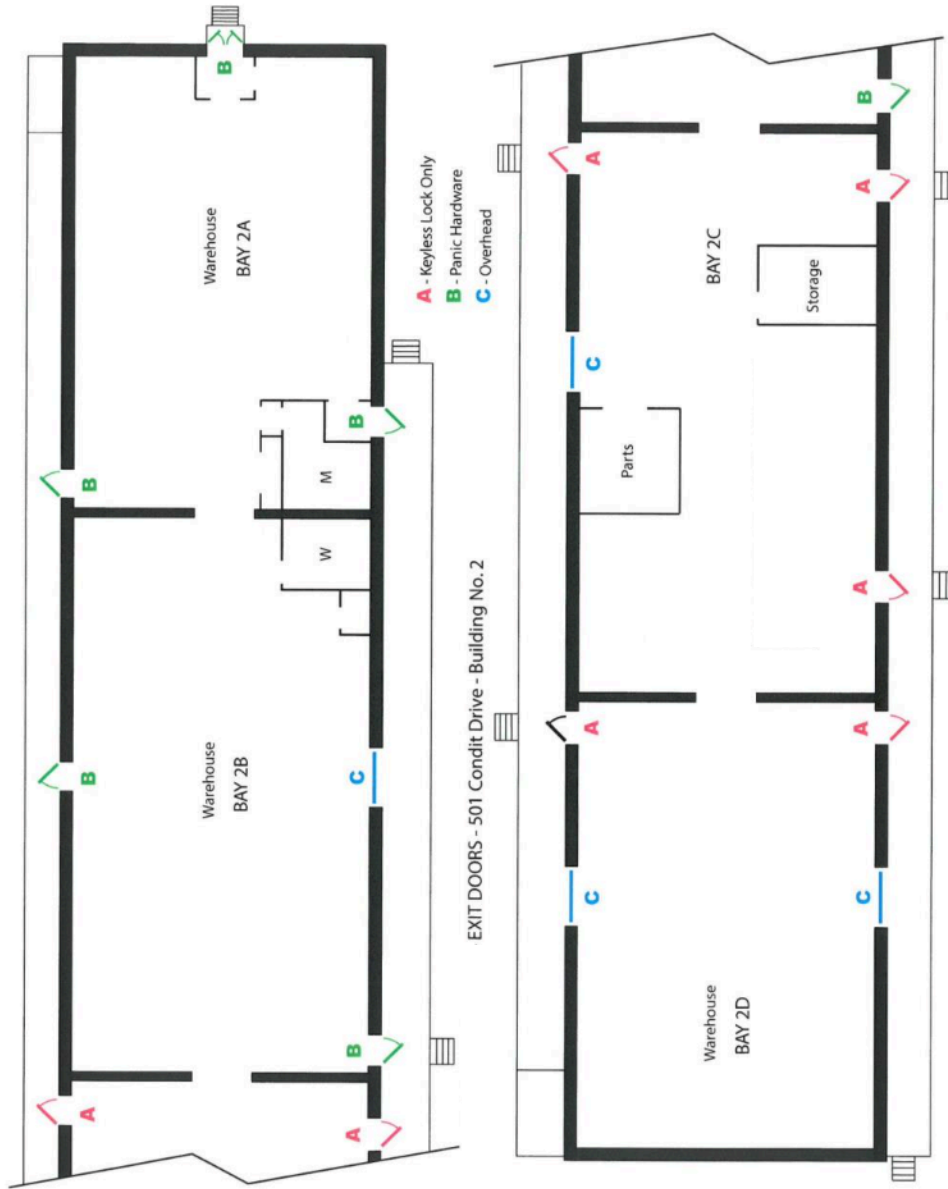 B
Warehouse
BAY 2A
B
B
M
W
Warehouse
BAY 2B
B
C
B
A
A
A - Keyless Lock Only
B - Panic Hardware
C - Overhead
EXIT DOORS - 501 Condit Drive - Building No. 2
B
A
A
BAY 2C
Storage
C
Parts
A
A
A
C
C
Warehouse
BAY 2D